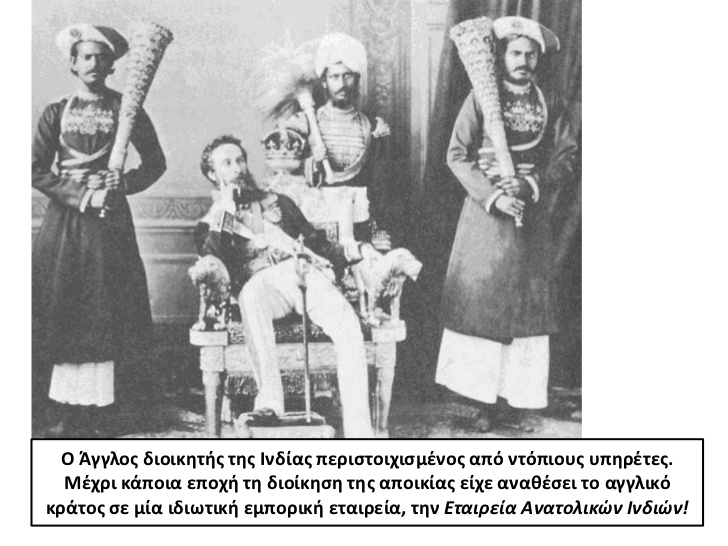 Ο Άγγλος διοικητής της Ινδίας περιστοιχισμένος από ντόπιους υπηρέτες.
Μέχρι κάποια εποχή τη διοίκηση της αποικίας είχε αναθέσει το αγγλικό
κράτος σε μία ιδιωτική εμπορική εταιρεία, την Εταιρεία Ανατολικών Ινδιών!